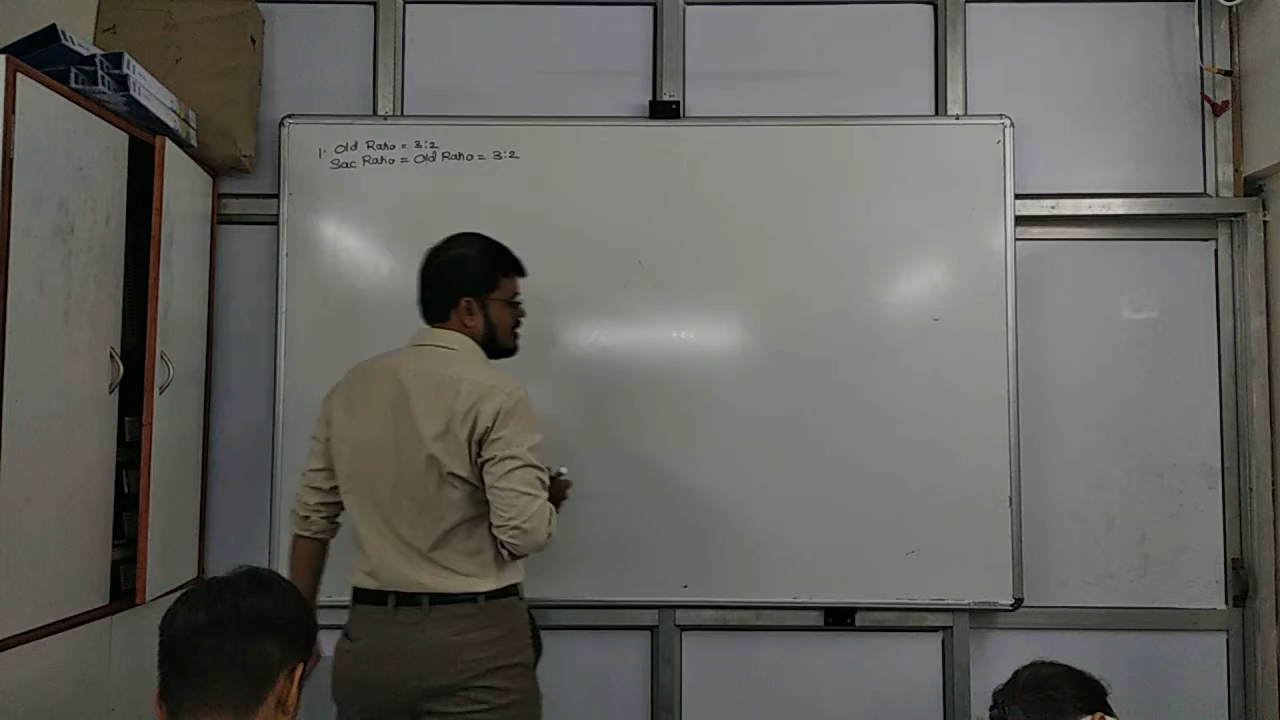 1. Old Ratio = 3:2
Sac Ratio = Old Ratio = 3:2